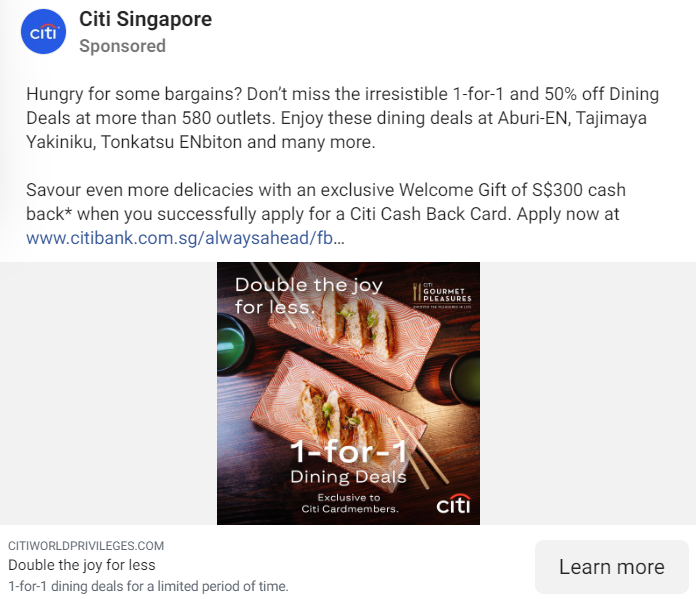 citi
Citi Singapore
Sponsored
Hungry for some bargains? Don't miss the irresistible 1-for-1 and 50% off Dining
Deals at more than 580 outlets. Enjoy these dining deals at Aburi-EN, Tajimaya
Yakiniku, Tonkatsu ENbiton and many more.
Savour even more delicacies with an exclusive Welcome Gift of S$300 cash
back* when you successfully apply for a Citi Cash Back Card. Apply now at
www.citibank.com.sg/alwaysahead/fb...
Double the joy
for less.
CITI
GOURMET
PLEASURES
1-for-1
Dining Deals
Exclusive to
Citi Cardmembers.
citi
CITIWORLDPRIVILEGES.COM
Double the joy for less
1-for-1 dining deals for a limited period of time.
Learn more